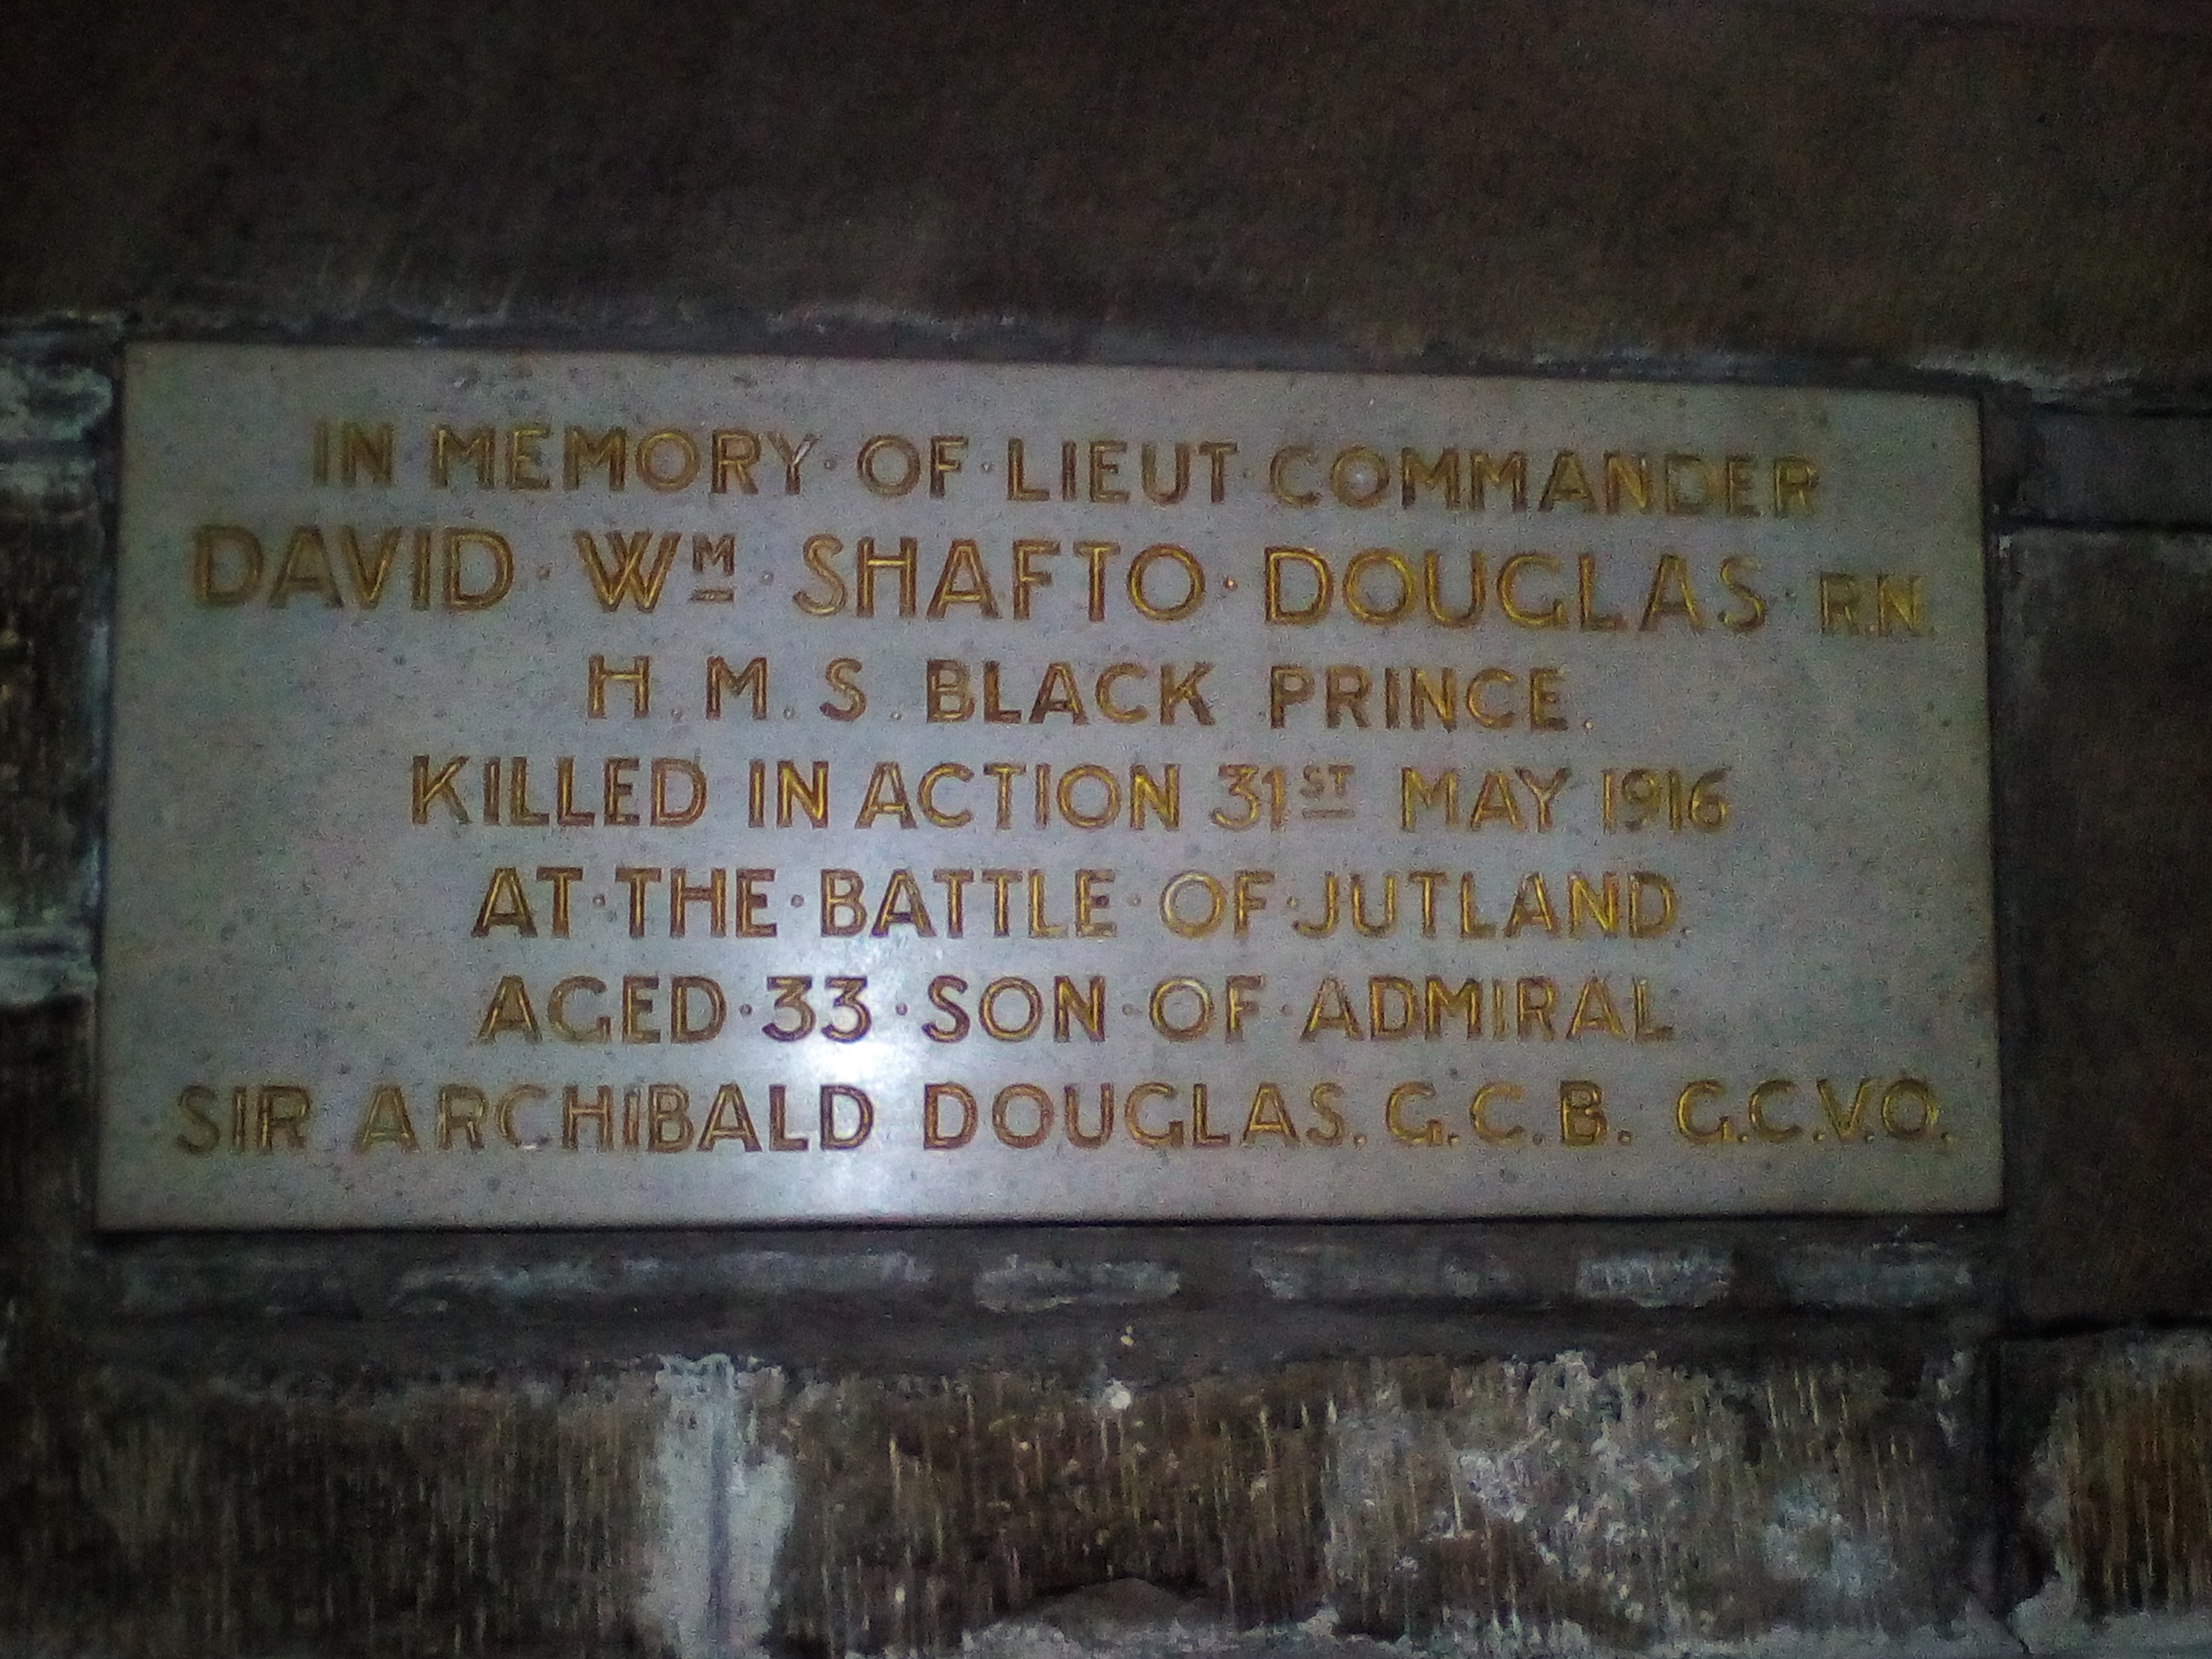 IN MEMORY · OF · LIEUT · COMMANDER
DAVID · WM · SHAFTO · DOUGLAS · R.N.
H.M.S. BLACK PRINCE.
KILLED IN ACTION 31ST MAY 1916
AT · THE · BATTLE · OF · JUTLAND.
AGED · 33 · SON · OF · ADMIRAL
SIR ARCHIBALD DOUGLAS. G.C.B. G.C.V.O.